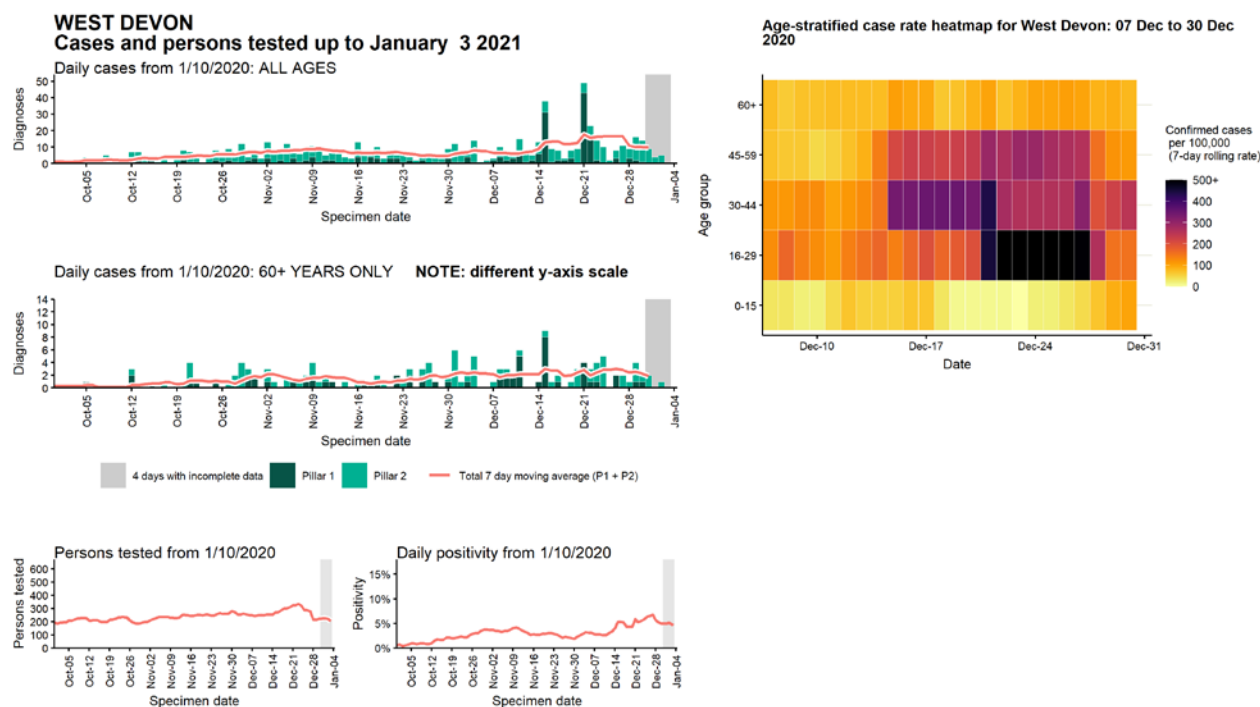 WEST DEVON
Cases and persons tested up to January 3 2021
Daily cases from 1/10/2020: ALL AGES
Diagnoses
50
40
30
20
10
0
Oct-05
Oct-12
Oct-19
Oct-26
Nov-02
Nov-09
Nov-16
Nov-23
Nov-30
Dec-07
Dec-14
Dec-21
Dec-28
Jan-04
Specimen date
Daily cases from 1/10/2020: 60+ YEARS ONLY NOTE: different y-axis scale
Diagnoses
14
12
10
8
6
4
2
0
Oct-05
Oct-12
Oct-19
Oct-26
Nov-02
Nov-09
Nov-16
Nov-23
Nov-30
Dec-07
Dec-14
Dec-21
Dec-28
Jan-04
Specimen date
4 days with incomplete data Pillar 1 Pillar 2 Total 7 day moving average (P1 + P2)
Persons tested from 1/10/2020
Persons tested
600
500
400
300
200
100
0
Oct-05
Oct-12
Oct-19
Oct-26
Nov-02
Nov-09
Nov-16
Nov-23
Nov-30
Dec-07
Dec-14
Dec-21
Dec-28
Jan-04
Specimen date
Daily positivity from 1/10/2020
Positivity
15%
10%
5%
0%
Oct-05
Oct-12
Oct-19
Oct-26
Nov-02
Nov-09
Nov-16
Nov-23
Nov-30
Dec-07
Dec-14
Dec-21
Dec-28
Jan-04
Specimen date
Age-stratified case rate heatmap for West Devon: 07 Dec to 30 Dec
2020
Age group
60+
45-59
30-44
16-29
0-15
Dec-10
Dec-17
Dec-24
Dec-31
Date
Confirmed cases
per 100,000
(7-day rolling rate)
500+
400
300
200
100
0